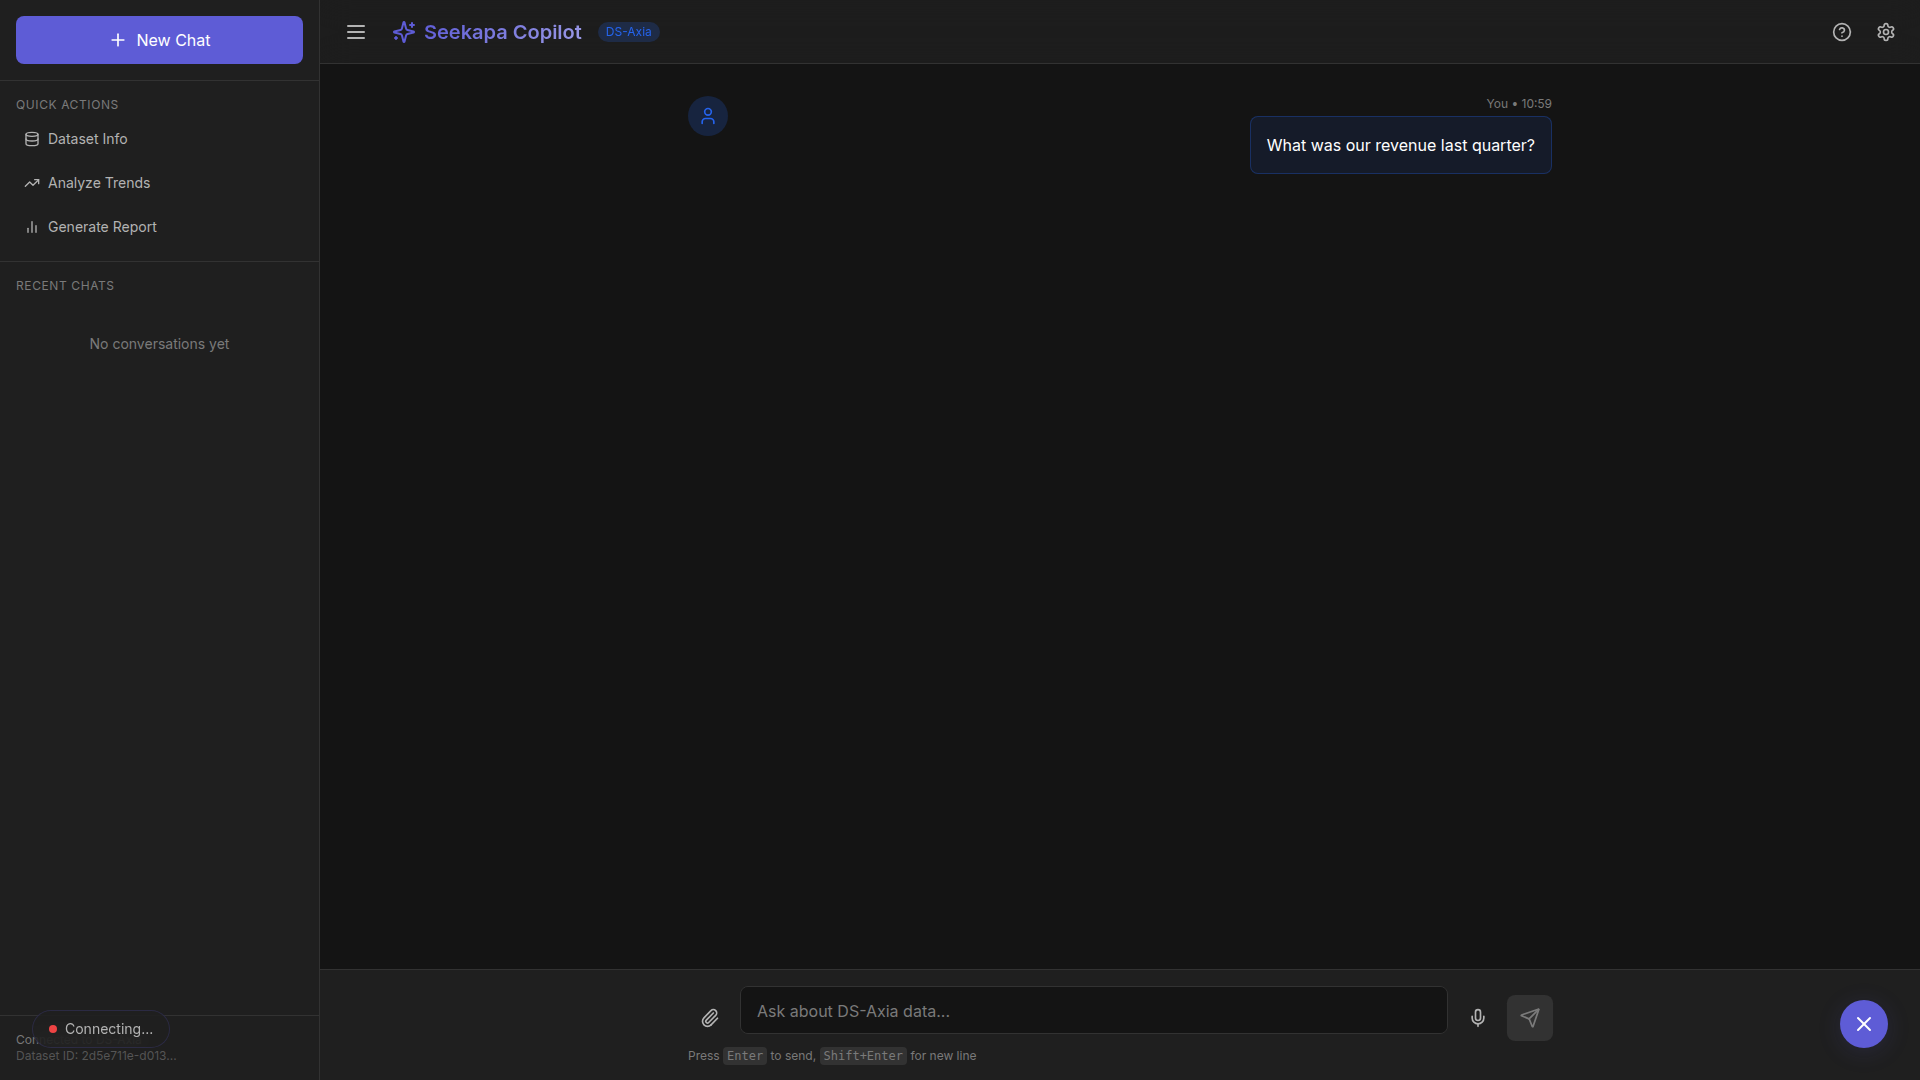 New Chat
QUICK ACTIONS
Dataset Info
Analyze Trends
Generate Report
RECENT CHATS
No conversations yet
Connecting...
Dataset ID: 2d5e711e-d013...
Seekapa Copilot
DS-Axia
You • 10:59
What was our revenue last quarter?
Ask about DS-Axia data...
Press Enter to send, Shift+Enter for new line